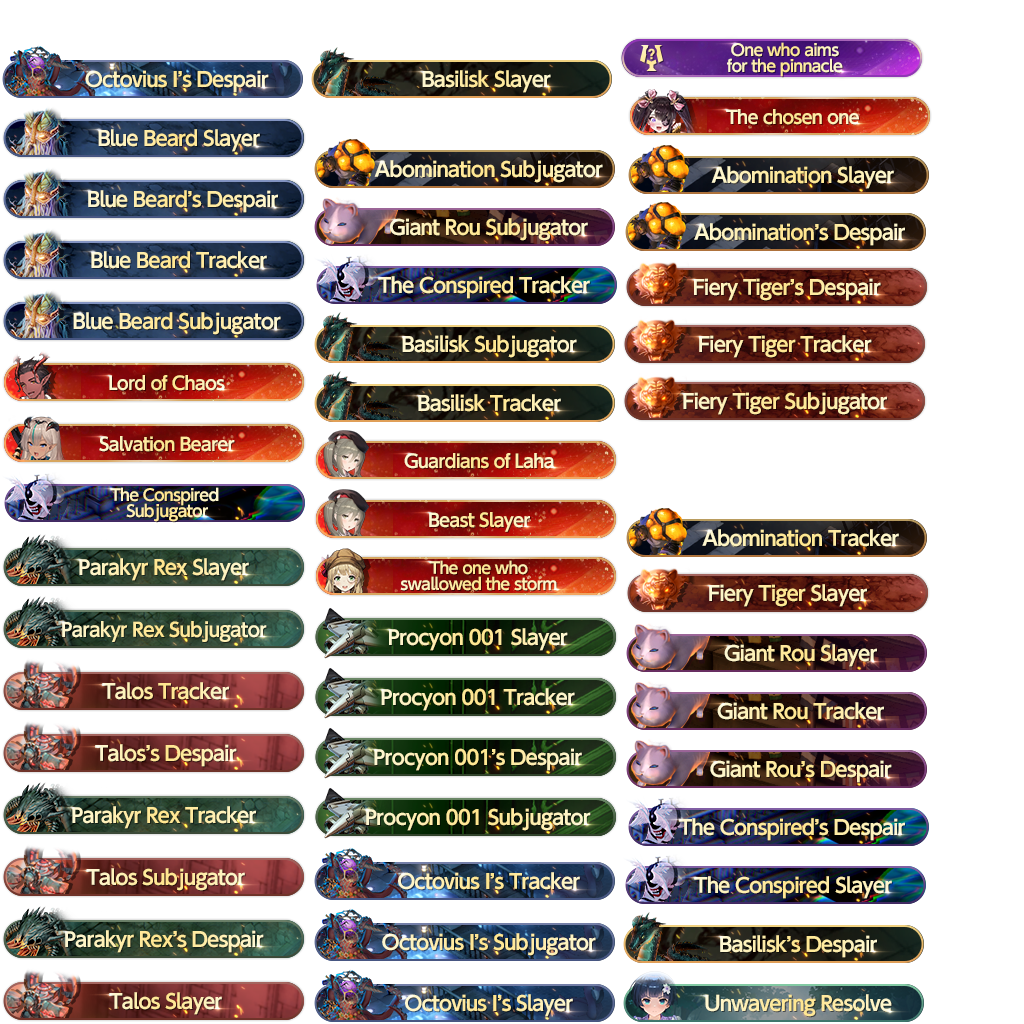 Octovius I's Despair
Blue Beard Slayer
Blue Beard's Despair
Blue Beard Tracker
Blue Beard Subjugator
Lord of Chaos
Salvation Bearer
The Conspired
Subjugator
Parakyr Rex Slayer
Parakyr Rex Subjugator
Talos Tracker
Talos's Despair
Parakyr Rex Tracker
Talos Subjugator
Parakyr Rex's Despair
Talos Slayer
Basilisk Slayer
Abomination Subjugator
Giant Rou Subjugator
The Conspired Tracker
Basilisk Subjugator
Basilisk Tracker
Guardians of Laha
Beast Slayer
The one who
swallowed the storm
Procyon 001 Slayer
Procyon 001 Tracker
Procyon 001's Despair
Procyon 001 Subjugator
Octovius I's Tracker
Octovius I's Subjugator
Octovius I's Slayer
?
One who aims
for the pinnacle
The chosen one
Abomination Slayer
Abomination's Despair
Fiery Tiger's Despair
Fiery Tiger Tracker
Fiery Tiger Subjugator
Abomination Tracker
Fiery Tiger Slayer
Giant Rou Slayer
Giant Rou Tracker
Giant Rou's Despair
The Conspired's Despair
The Conspired Slayer
Basilisk's Despair
Unwavering Resolve